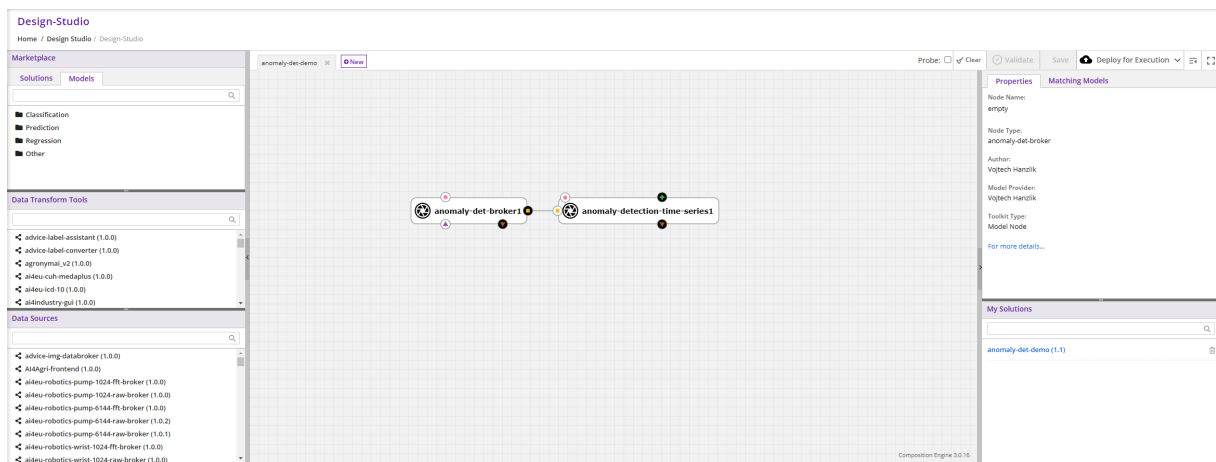 Design-Studio
Home / Design Studio / Design-Studio
Marketplace
Solutions Models
Classification
Prediction
Regression
Other
Data Transform Tools
advice-label-assistant (1.0.0)
advice-label-converter (1.0.0)
agronymai_v2 (1.0.0)
ai4eu-cuh-medaplus (1.0.0)
ai4eu-icd-10 (1.0.0)
ai4industry-gui (1.0.0)
Data Sources
advice-img-databroker (1.0.0)
AI4Agri-frontend (1.0.0)
ai4eu-robotics-pump-1024-fft-broker (1.0.0)
ai4eu-robotics-pump-1024-raw-broker (1.0.0)
ai4eu-robotics-pump-6144-fft-broker (1.0.0)
ai4eu-robotics-pump-6144-raw-broker (1.0.2)
ai4eu-robotics-pump-6144-raw-broker (1.0.1)
ai4eu-robotics-wrist-1024-fft-broker (1.0.0)
ai4eu-robotics-wrist-1024-raw-broker (1.0.0)
anomaly-det-demo New
Probe: Clear Validate Save Deploy for Execution
anomaly-det-broker1 anomaly-detection-time-series1
Composition Engine 3.0.16
Properties Matching Models
Node Name:
empty
Node Type:
anomaly-det-broker
Author:
Vojtech Hanzlik
Model Provider:
Vojtech Hanzlik
Toolkit Type:
Model Node
For more details...
My Solutions
anomaly-det-demo (1.1)